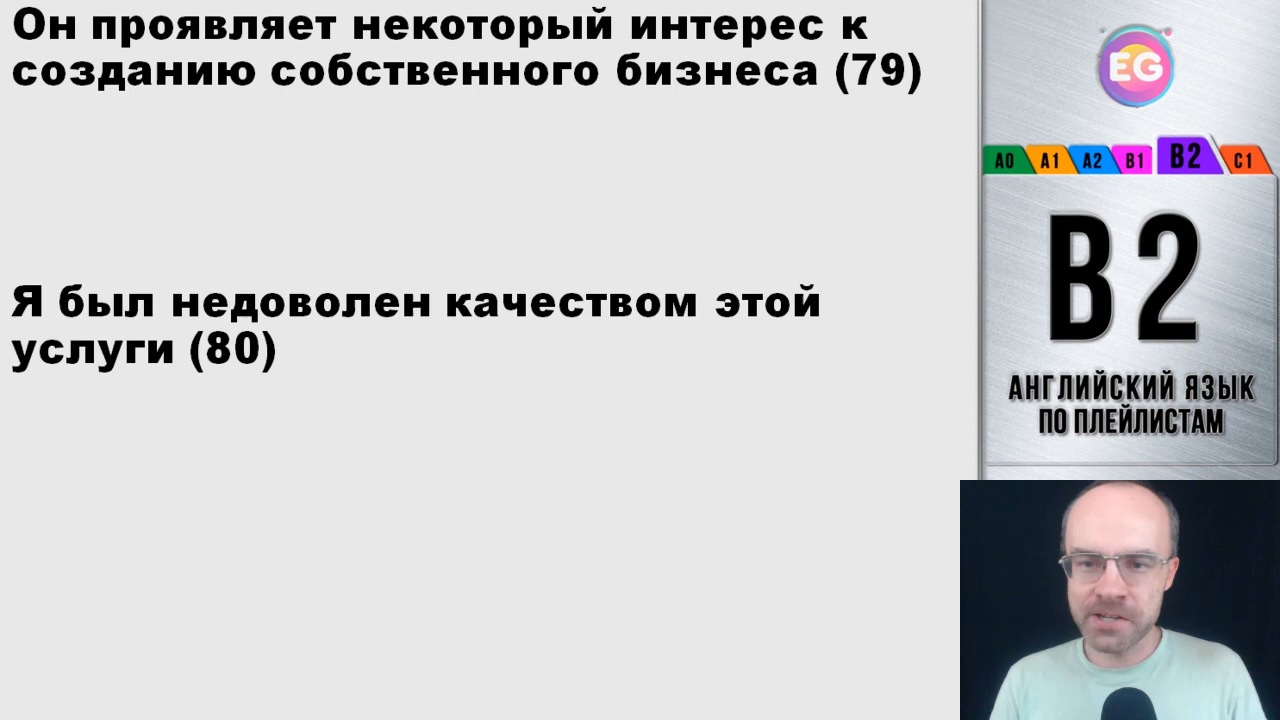 Он проявляет некоторый интерес к
созданию собственного бизнеса (79)
Я был недоволен качеством этой
услуги (80)
EG
A0 A1 A2 B1 B2 C1
B2
АНГЛИЙСКИЙ ЯЗЫК
ПО ПЛЕЙЛИСТАМ